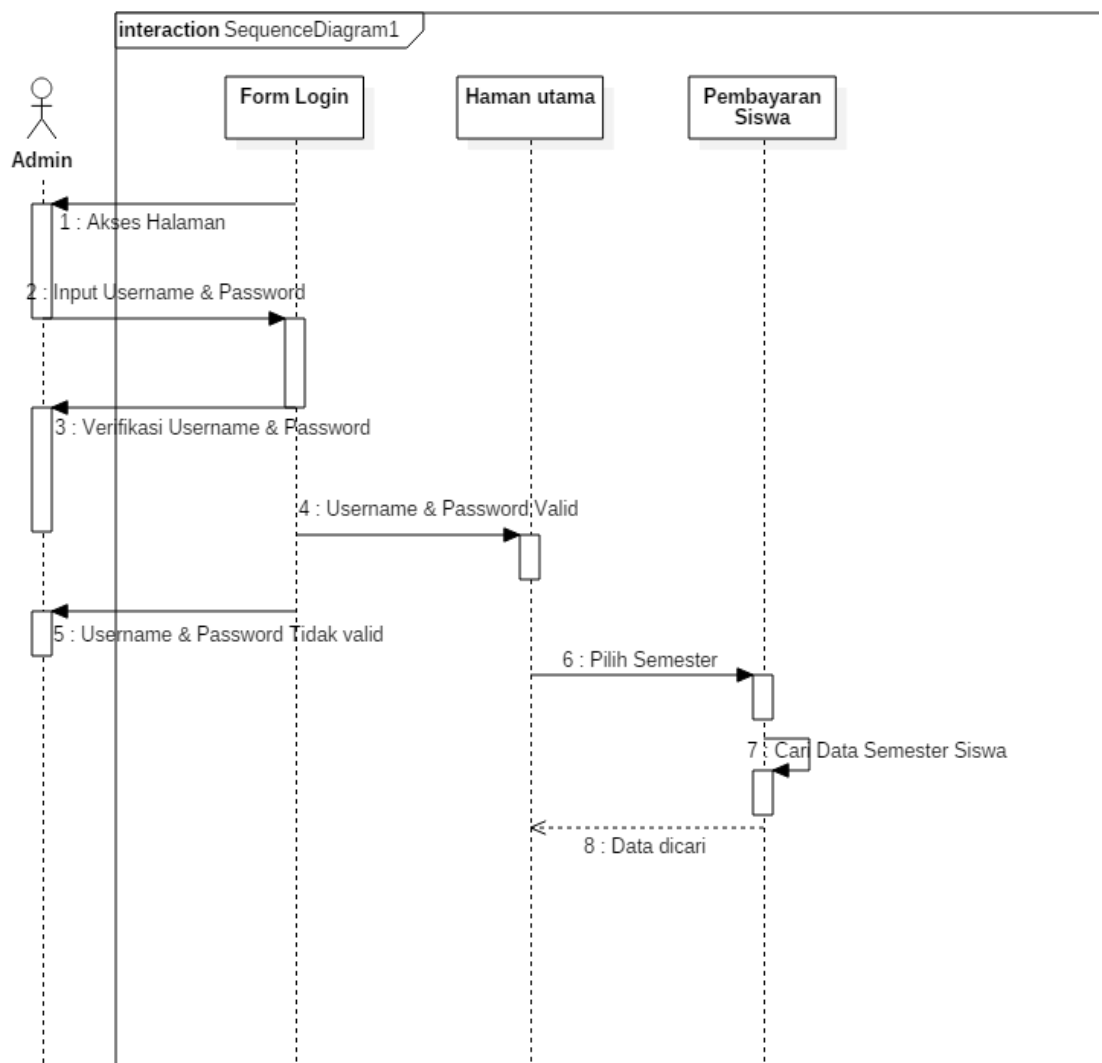 interaction SequenceDiagram1
Admin
Form Login
Haman utama
Pembayaran
Siswa
1 : Akses Halaman
2 : Input Username & Password
3 : Verifikasi Username & Password
4 : Username & Password Valid
5 : Username & Password Tidak valid
6 : Pilih Semester
7 : Cari Data Semester Siswa
8 : Data dicari